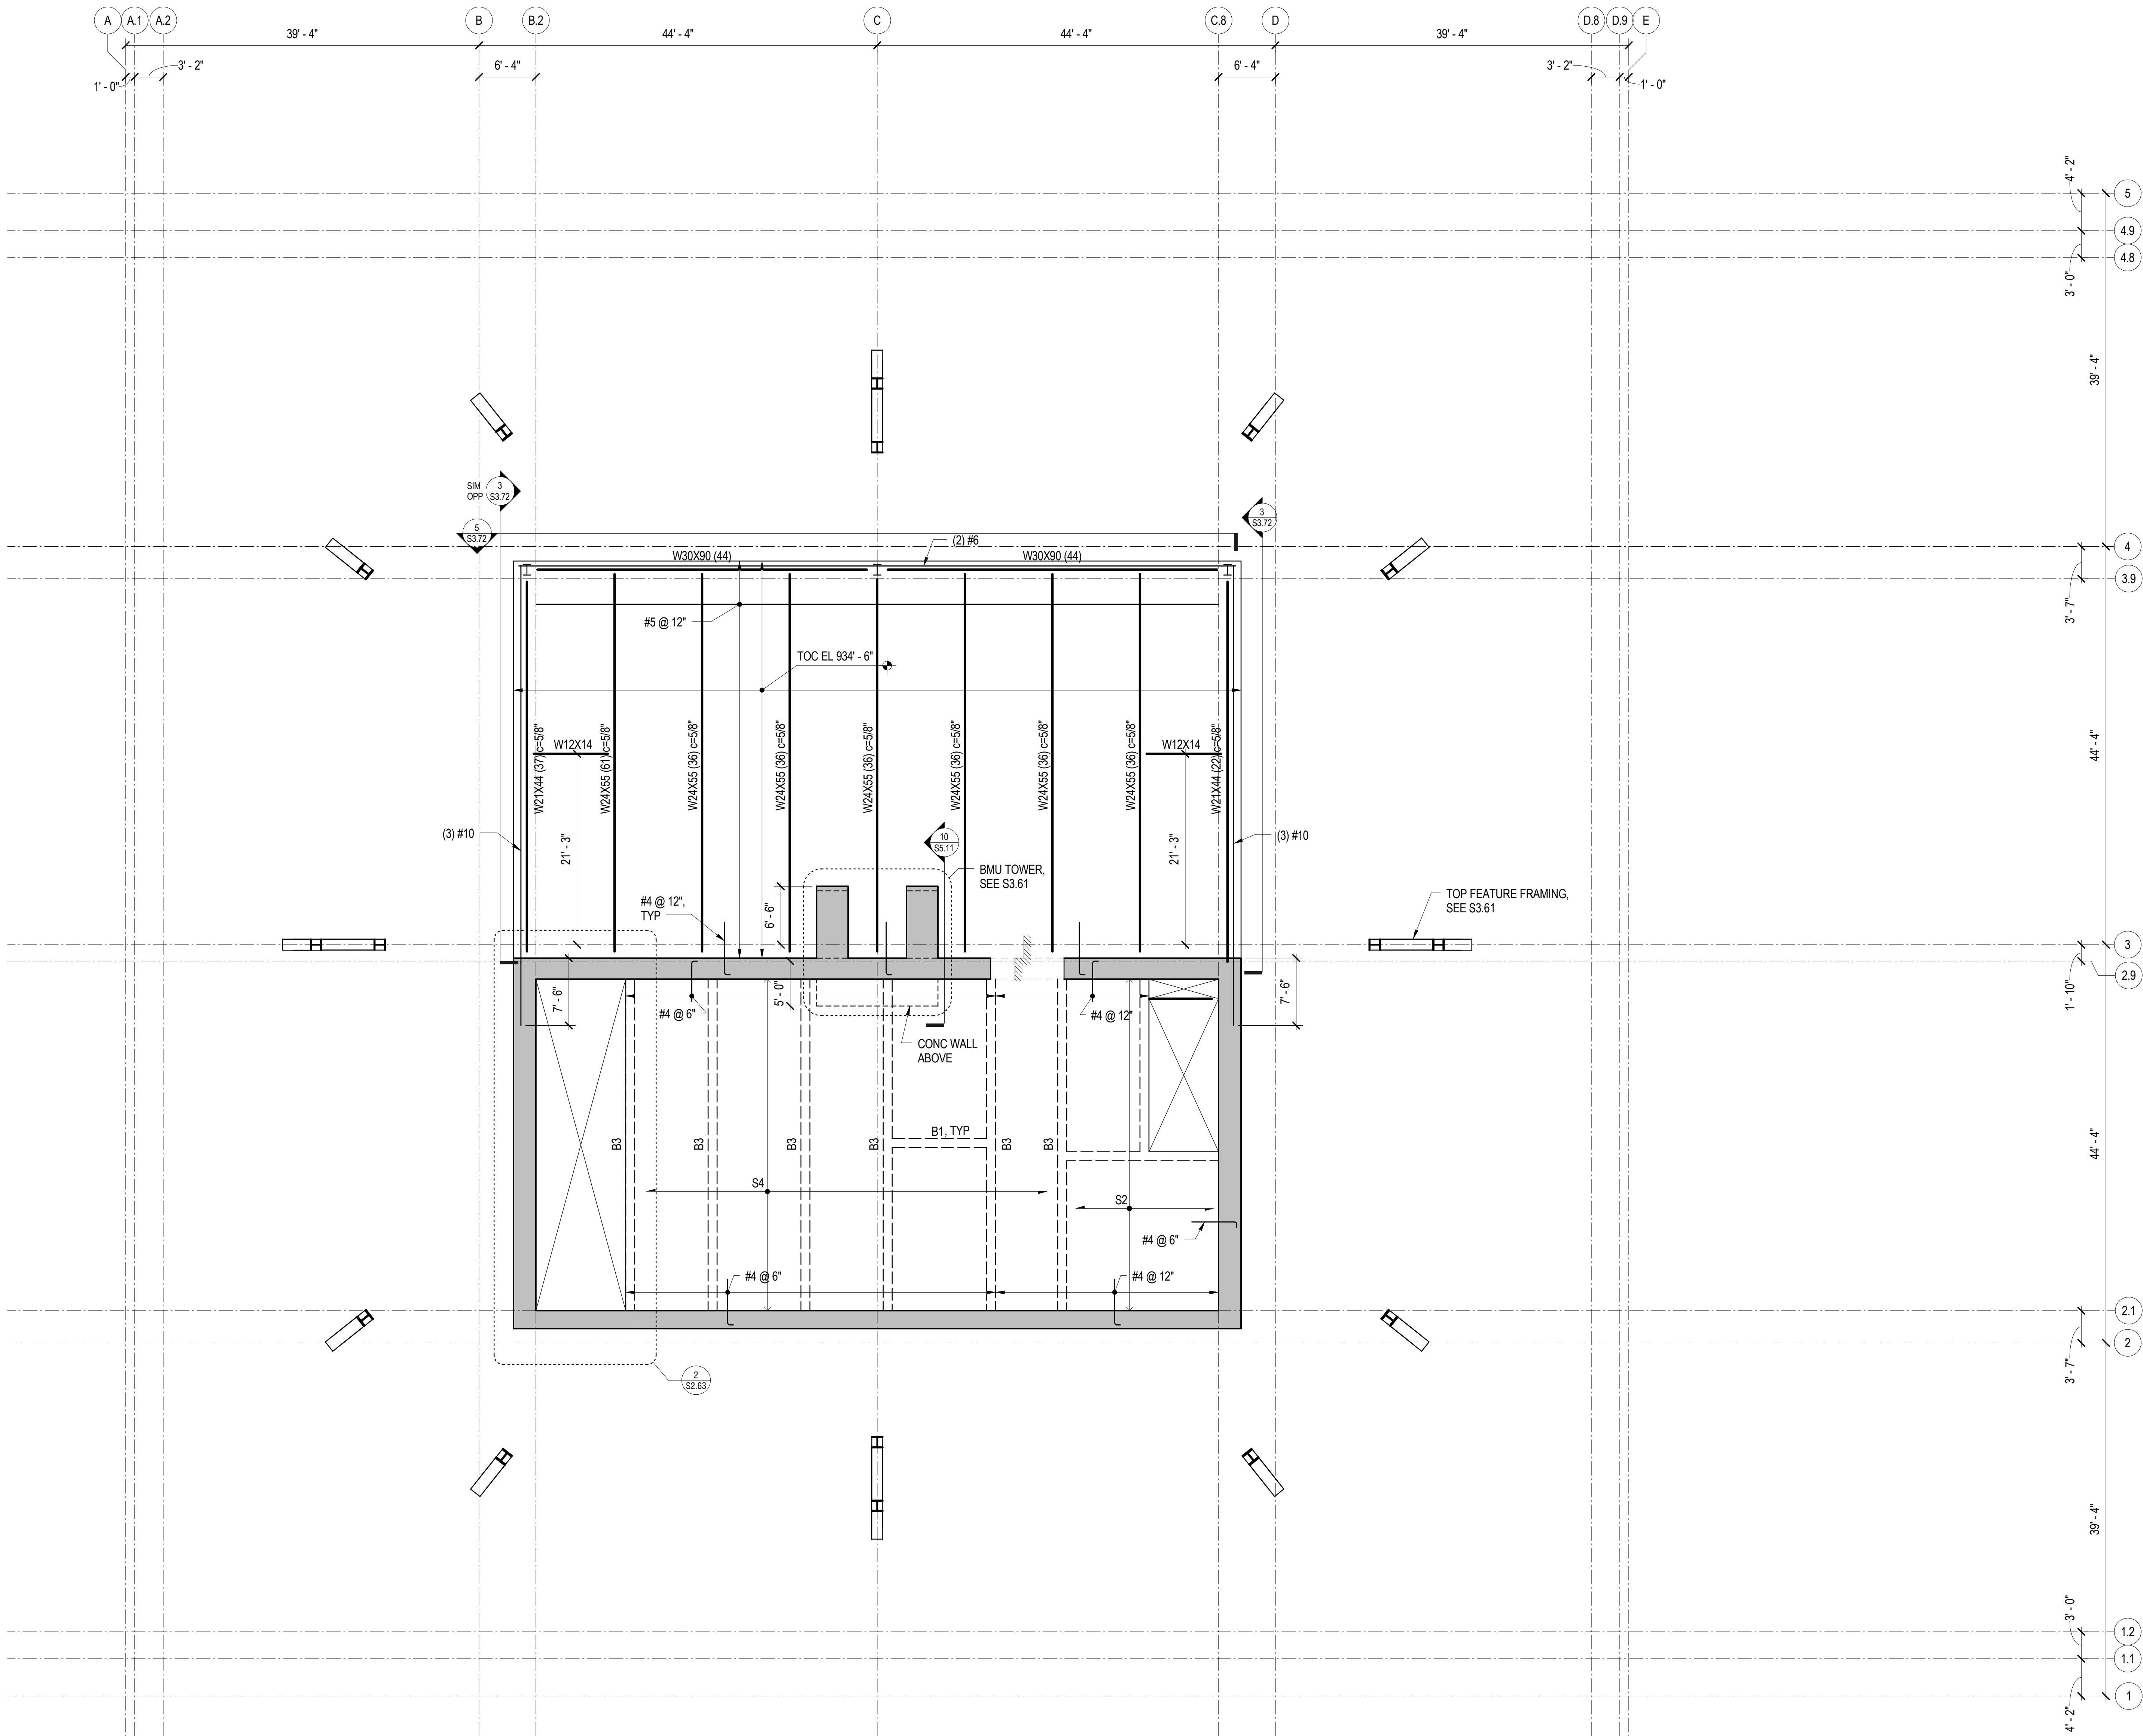 A
A.1
A.2
B
B.2
C
C.8
D
D.8
D.9
E
39' - 4"
44' - 4"
44' - 4"
39' - 4"
3' - 2"
1' - 0"
6' - 4"
6' - 4"
3' - 2"
1' - 0"
4' - 2"
5
4.9
4.8
3' - 0"
39' - 4"
SIM
OPP
3
S3.72
3
S3.72
5
S3.72
(2) #6
4
W30X90 (44)
W30X90 (44)
3.9
3' - 7"
#5 @ 12"
TOC EL 934' - 6"
W21X44 (37) c=5/8"
W24X55 (61) c=5/8"
W24X55 (36) c=5/8"
W24X55 (36) c=5/8"
W24X55 (36) c=5/8"
W24X55 (36) c=5/8"
W24X55 (36) c=5/8"
W24X55 (36) c=5/8"
W21X44 (22) c=5/8"
W12X14
W12X14
44' - 4"
(3) #10
(3) #10
21' - 3"
21' - 3"
10
S5.11
BMU TOWER,
SEE S3.61
#4 @ 12",
TYP
6' - 6"
TOP FEATURE FRAMING,
SEE S3.61
3
2.9
1' - 10"
7' - 6"
5' - 0"
7' - 6"
#4 @ 6"
#4 @ 12"
CONC WALL
ABOVE
B3
B3
B3
B3
B1, TYP
B3
B3
44' - 4"
S4
S2
#4 @ 6"
#4 @ 6"
#4 @ 12"
2.1
2
3' - 7"
2
S2.63
39' - 4"
3' - 0"
1.2
1.1
1
4' - 2"